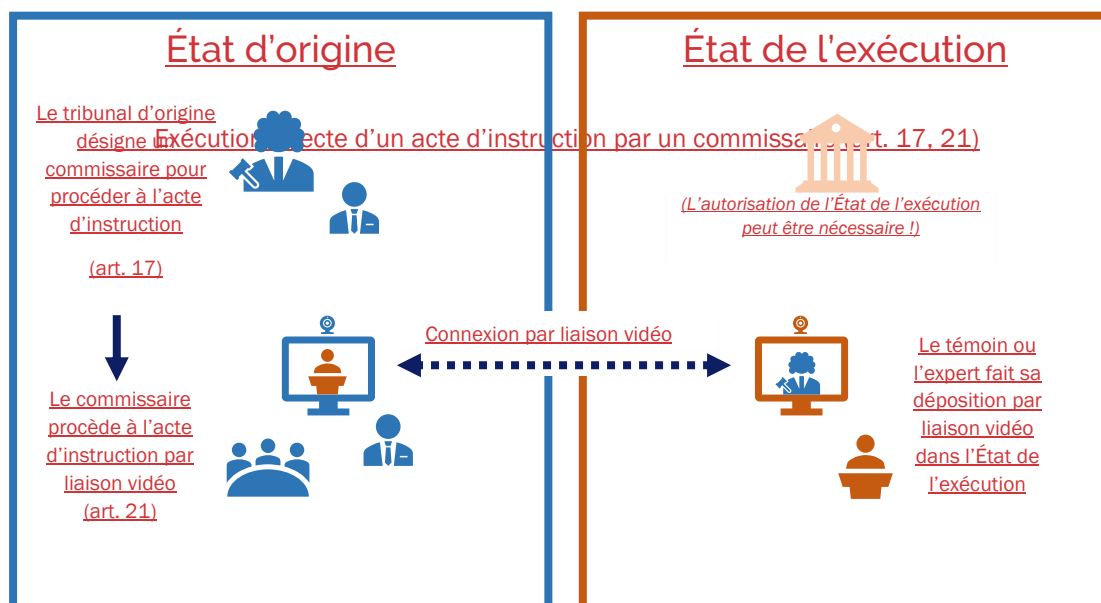 État d'origine
État de l'exécution
Le tribunal d'origine
désigne un
commissaire pour
procéder à l'acte
d'instruction
(art. 17)
Exécution directe d'un acte d'instruction par un commissaire (art. 17, 21)
(L'autorisation de l'État de l'exécution
peut être nécessaire !)
Connexion par liaison vidéo
Le commissaire
procède à l'acte
d'instruction par
liaison vidéo
(art. 21)
Le témoin ou
l'expert fait sa
déposition par
liaison vidéo
dans l'État de
l'exécution